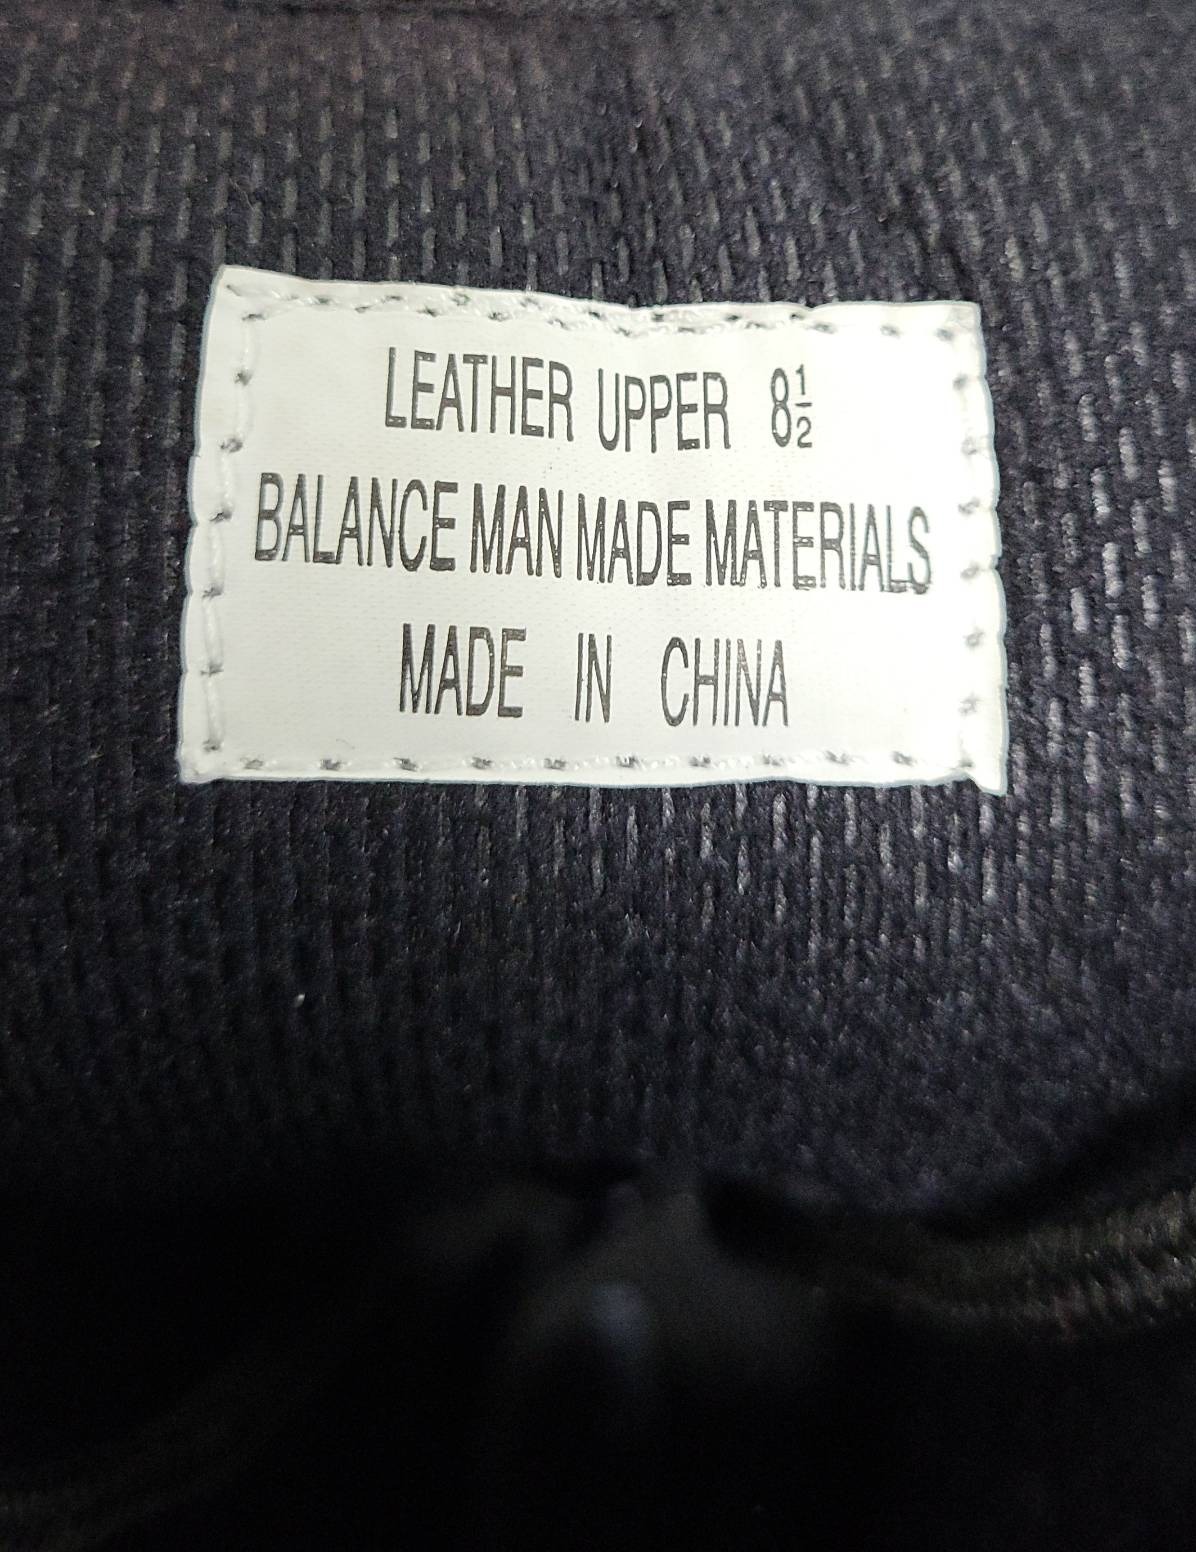 LEATHER UPPER 8½
BALANCE MAN MADE MATERIALS
MADE IN CHINA